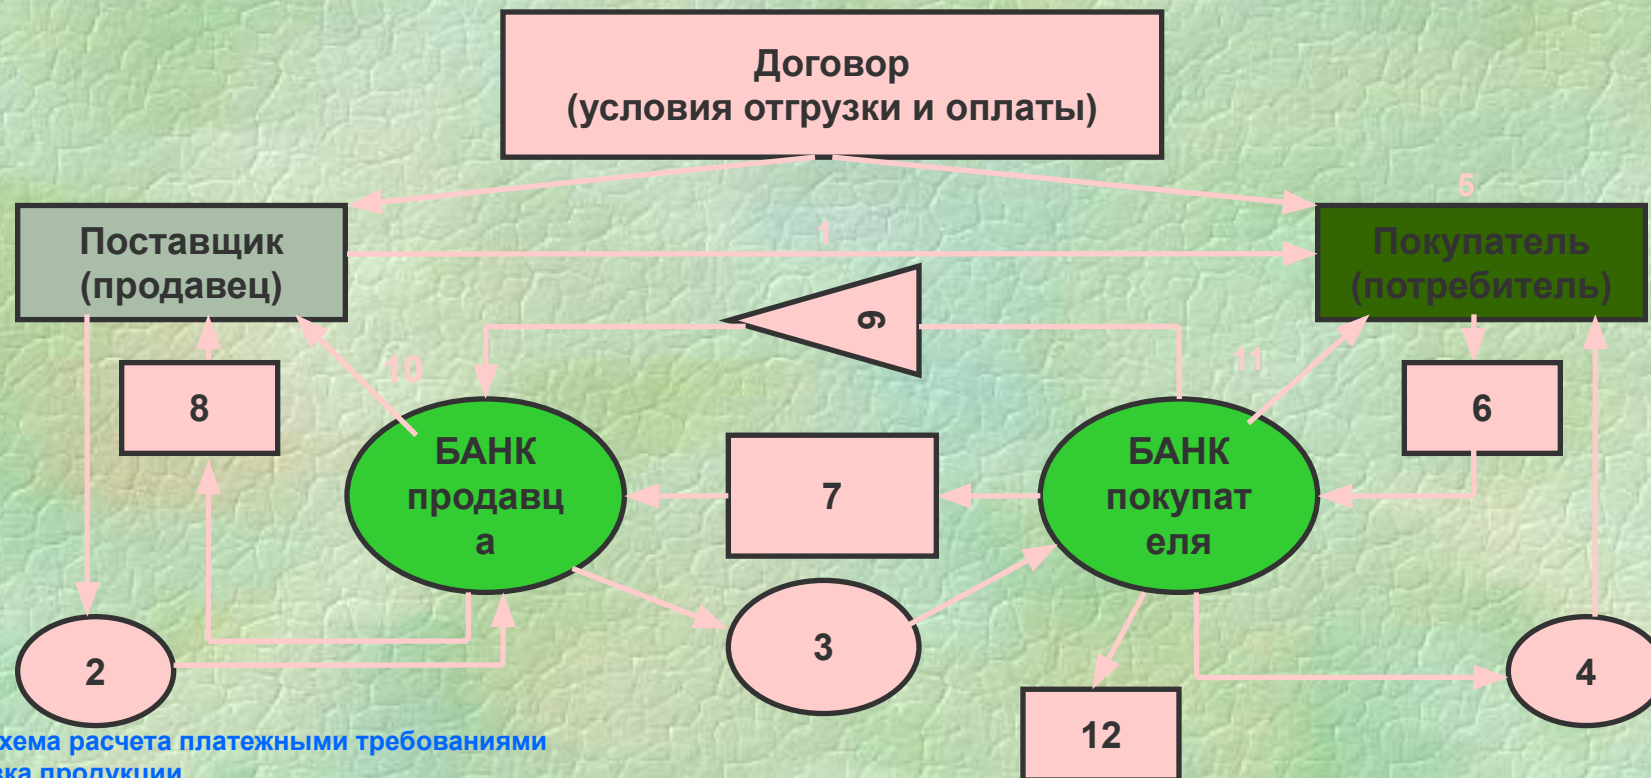 Договор
(условия отгрузки и оплаты)
5
Поставщик
(продавец)
1
Покупатель
(потребитель)
9
10
11
8
6
БАНК
продавц
а
7
БАНК
покупат
еля
3
2
4
12
хема расчета платежными требованиями
вка продукции